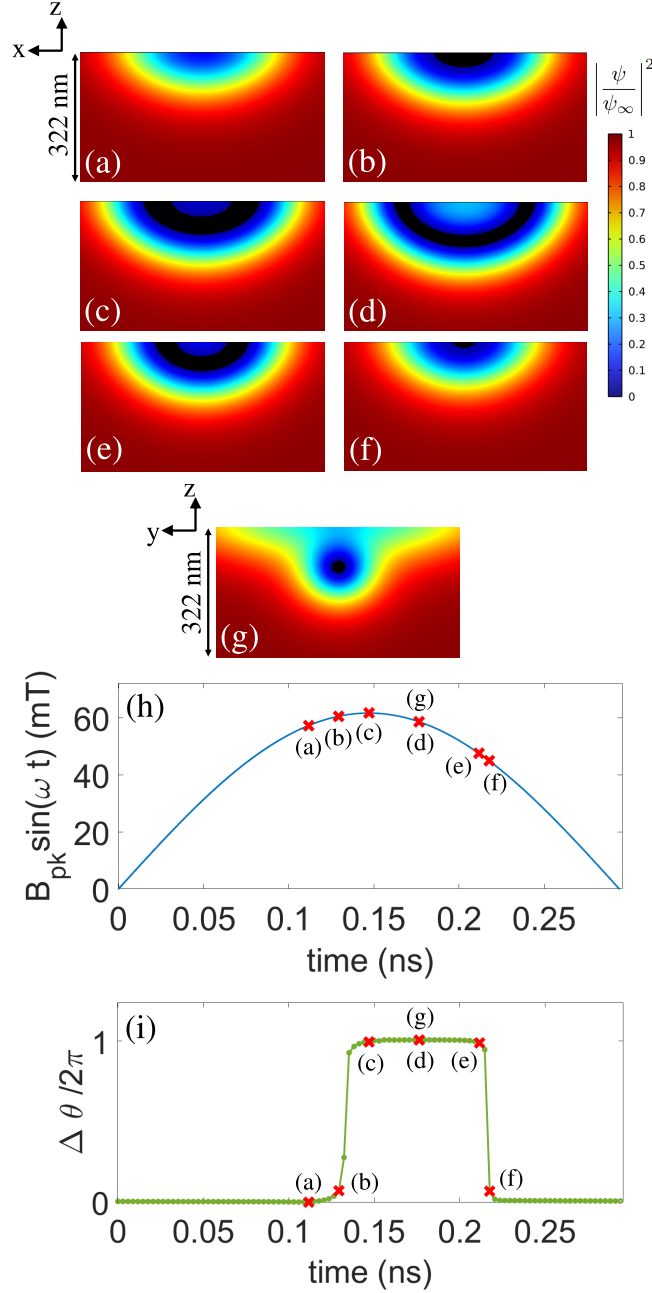 z
x
322 nm
(a)
(b)
|ψ/ψ∞|²
1
0.9
0.8
0.7
0.6
0.5
0.4
0.3
0.2
0.1
0
(c)
(d)
(e)
(f)
z
y
322 nm
(g)
(h)
B_pk sin(ω t) (mT)
60
40
20
0
(a)
(b)
(c)
(g)
(d)
(e)
(f)
0 0.05 0.1 0.15 0.2 0.25
time (ns)
(i)
Δ θ /2π
1
0
(a)
(b)
(c)
(g)
(d)
(e)
(f)
0 0.05 0.1 0.15 0.2 0.25
time (ns)